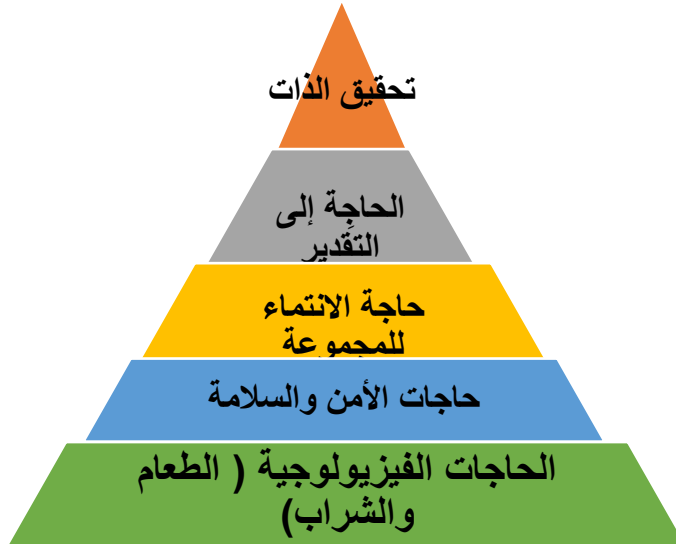 تحقيق الذات
الحاجة إلى
التقدير
حاجة الانتماء
للمجموعة
حاجات الأمن والسلامة
الحاجات الفيزيولوجية ( الطعام
والشراب)